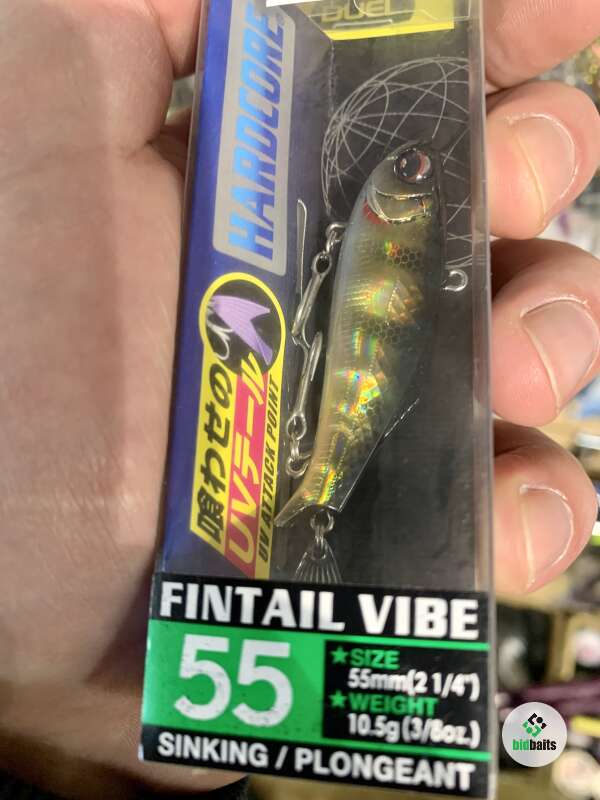 DUEL
HARDCORE
喰わせの
UVテール
UV ATTACK POINT
FINTAIL VIBE
55
★SIZE
55mm(2 1/4")
★WEIGHT
10.5g(3/8oz.)
SINKING / PLONGEANT
bidbaits